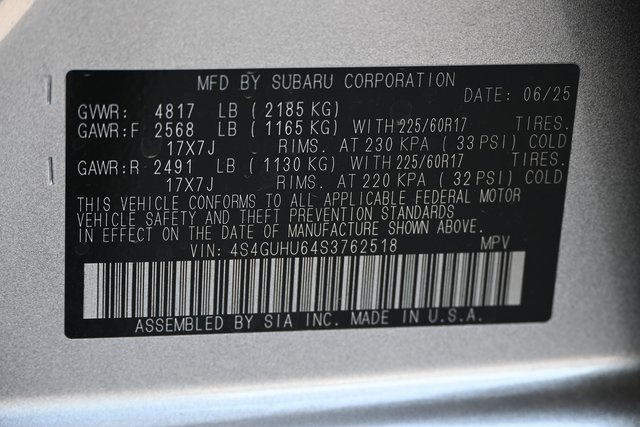 MFD BY SUBARU CORPORATION
DATE: 06/25
GVWR: 4817 LB (2185 KG)
GAWR:F 2568 LB (1165 KG) WITH 225/60R17 TIRES.
17X7J RIMS. AT 230 KPA (33 PSI) COLD
GAWR:R 2491 LB (1130 KG) WITH 225/60R17 TIRES.
17X7J RIMS. AT 220 KPA (32 PSI) COLD
THIS VEHICLE CONFORMS TO ALL APPLICABLE FEDERAL MOTOR
VEHICLE SAFETY AND THEFT PREVENTION STANDARDS
IN EFFECT ON THE DATE OF MANUFACTURE SHOWN ABOVE.
VIN: 4S4GUHU64S3762518 MPV
ASSEMBLED BY SIA INC. MADE IN U.S.A.